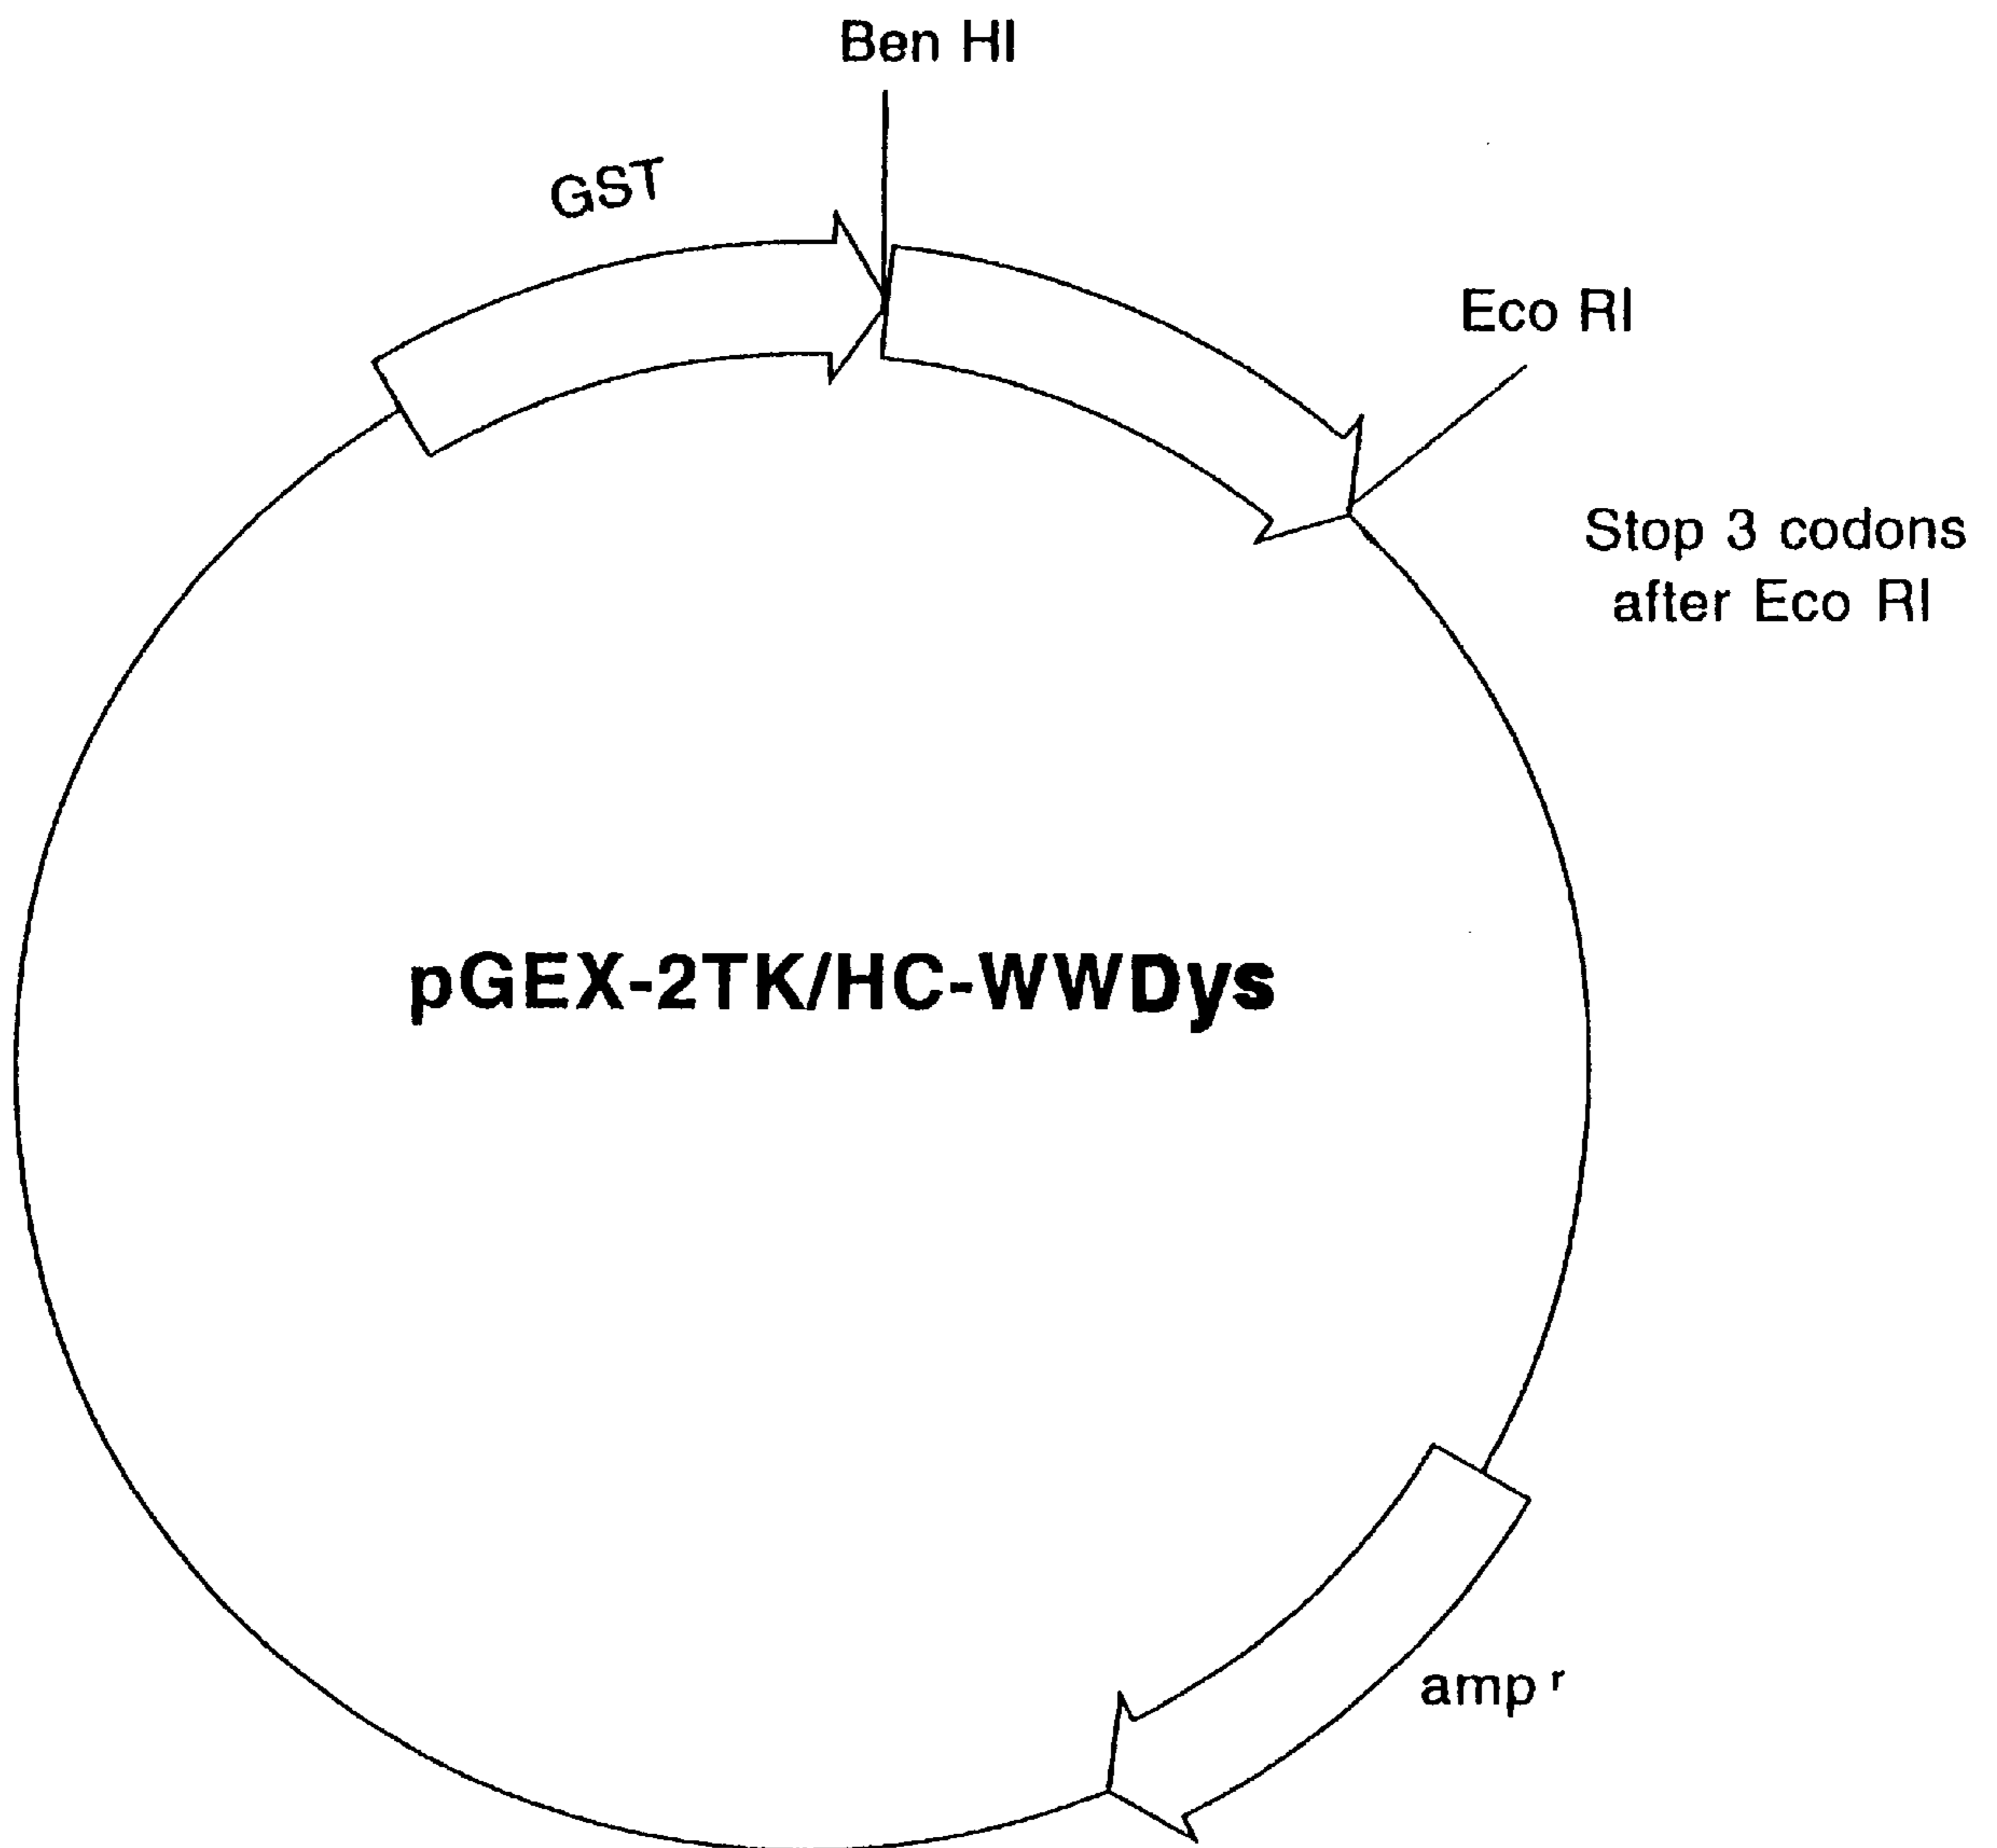 Ben HI
GST
Eco RI
Stop 3 codons
after Eco RI
pGEX-2TK/HC-WWDys
amp r